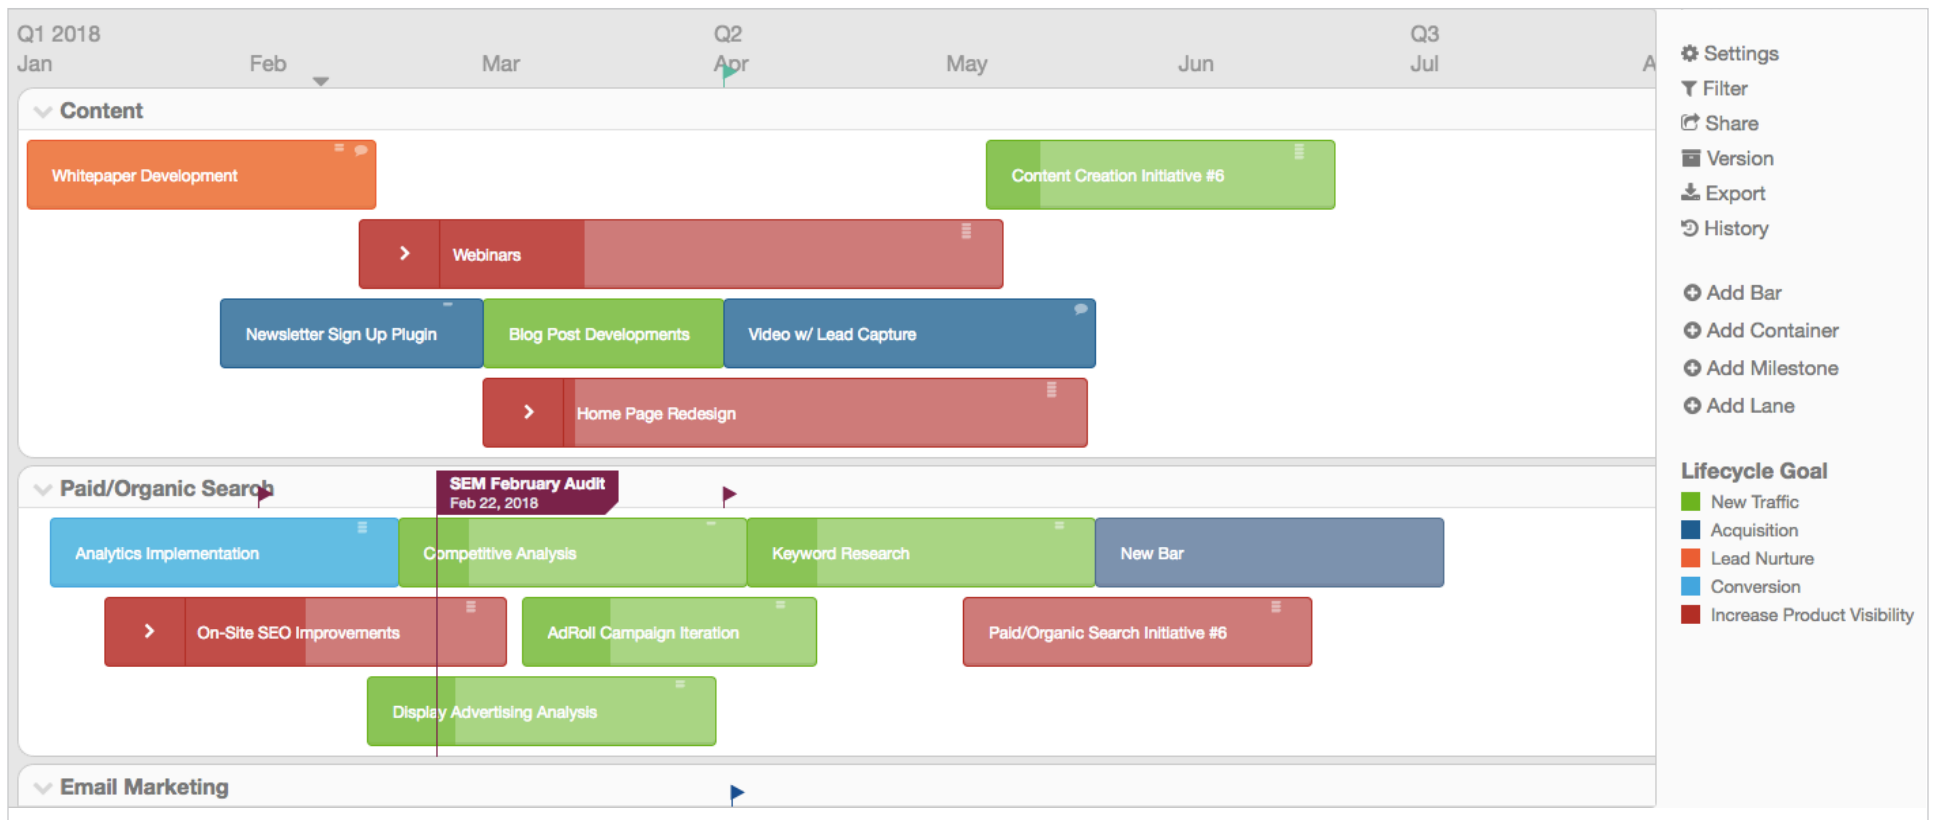 Q1 2018
Q2
Q3
Jan
Feb
Mar
Apr
May
Jun
Jul
A
Content
Whitepaper Development
Content Creation Initiative #6
Webinars
Newsletter Sign Up Plugin
Blog Post Developments
Video w/ Lead Capture
Home Page Redesign
Paid/Organic Search
SEM February Audit
Feb 22, 2018
Analytics Implementation
Competitive Analysis
Keyword Research
New Bar
On-Site SEO Improvements
AdRoll Campaign Iteration
Paid/Organic Search Initiative #6
Display Advertising Analysis
Email Marketing
Settings
Filter
Share
Version
Export
History
Add Bar
Add Container
Add Milestone
Add Lane
Lifecycle Goal
New Traffic
Acquisition
Lead Nurture
Conversion
Increase Product Visibility